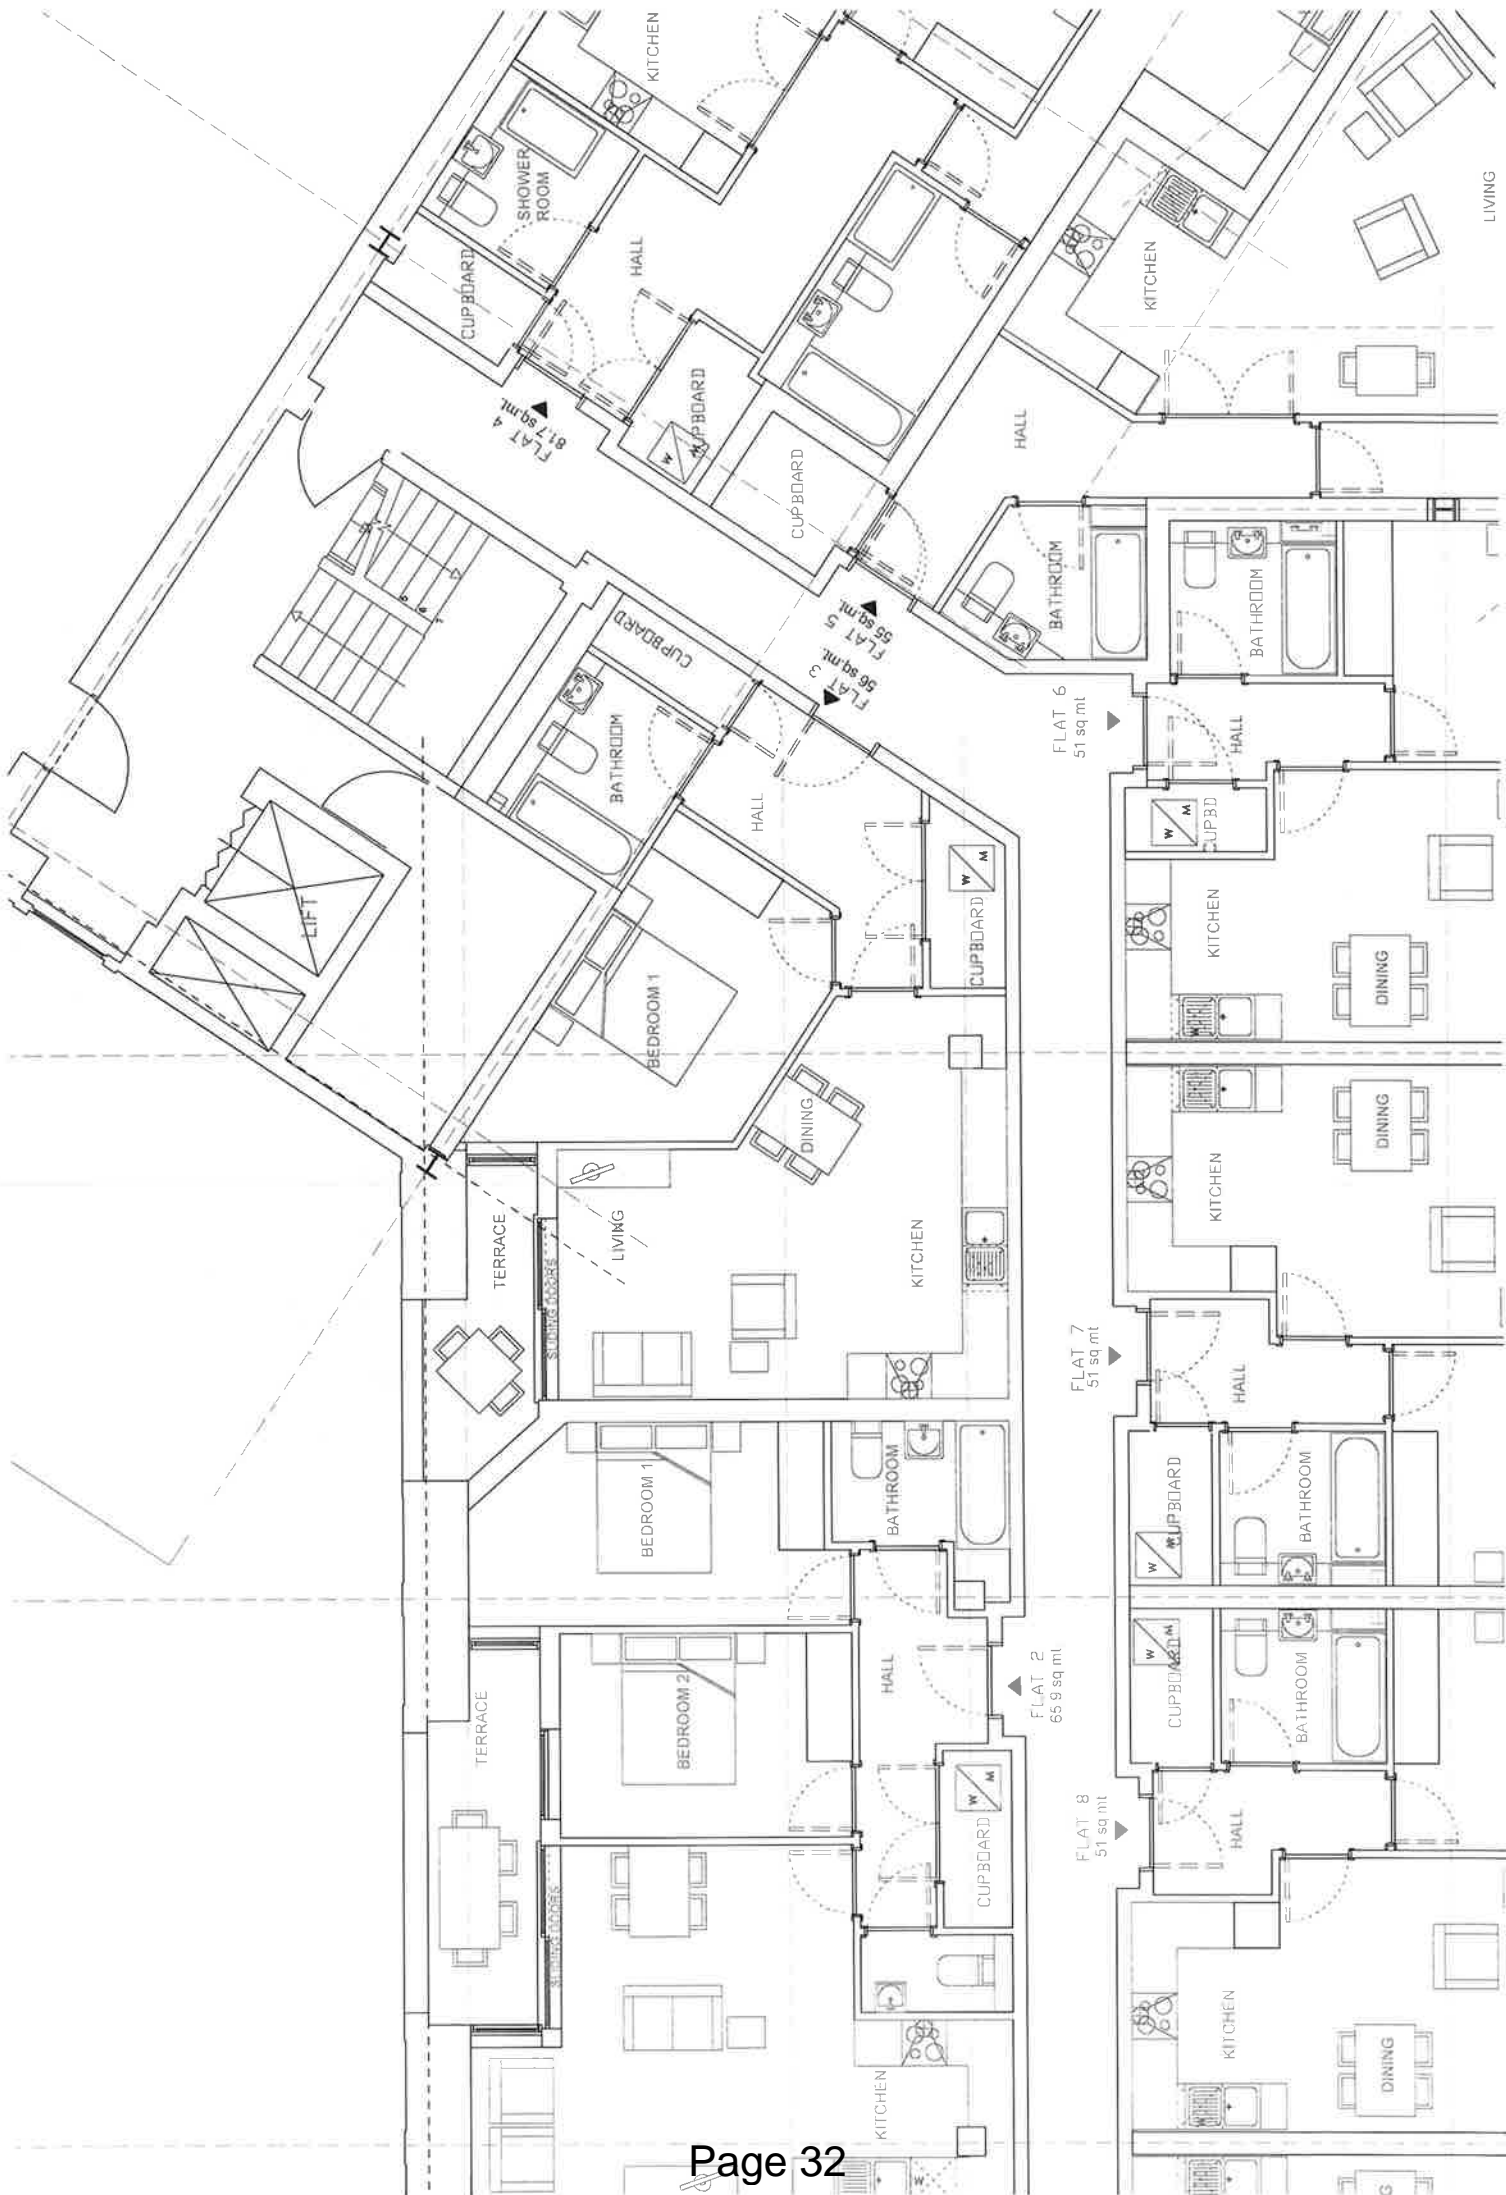 KITCHEN
SHOWER
ROOM
CUPBOARD
HALL
LIVING
KITCHEN
FLAT 4
81.7 sq.mt.
W M
CUPBOARD
CUPBOARD
HALL
BATHROOM
BATHROOM
FLAT 5
55 sq.mt.
FLAT 3
56 sq.mt.
CUPBOARD
BATHROOM
HALL
FLAT 6
51 sq mt
HALL
W M
CUPBD
LIFT
W M
CUPBOARD
KITCHEN
DINING
BEDROOM 1
DINING
KITCHEN
DINING
TERRACE
LIVING
SLIDING DOORS
KITCHEN
FLAT 7
51 sq mt
HALL
BEDROOM 1
BATHROOM
CUPBOARD
W M
BATHROOM
TERRACE
BEDROOM 2
HALL
FLAT 2
65.9 sq mt
W M
CUPBOARD
BATHROOM
W M
CUPBOARD
FLAT 8
51 sq mt
HALL
SLIDING DOORS
KITCHEN
KITCHEN
DINING
W
Page 32